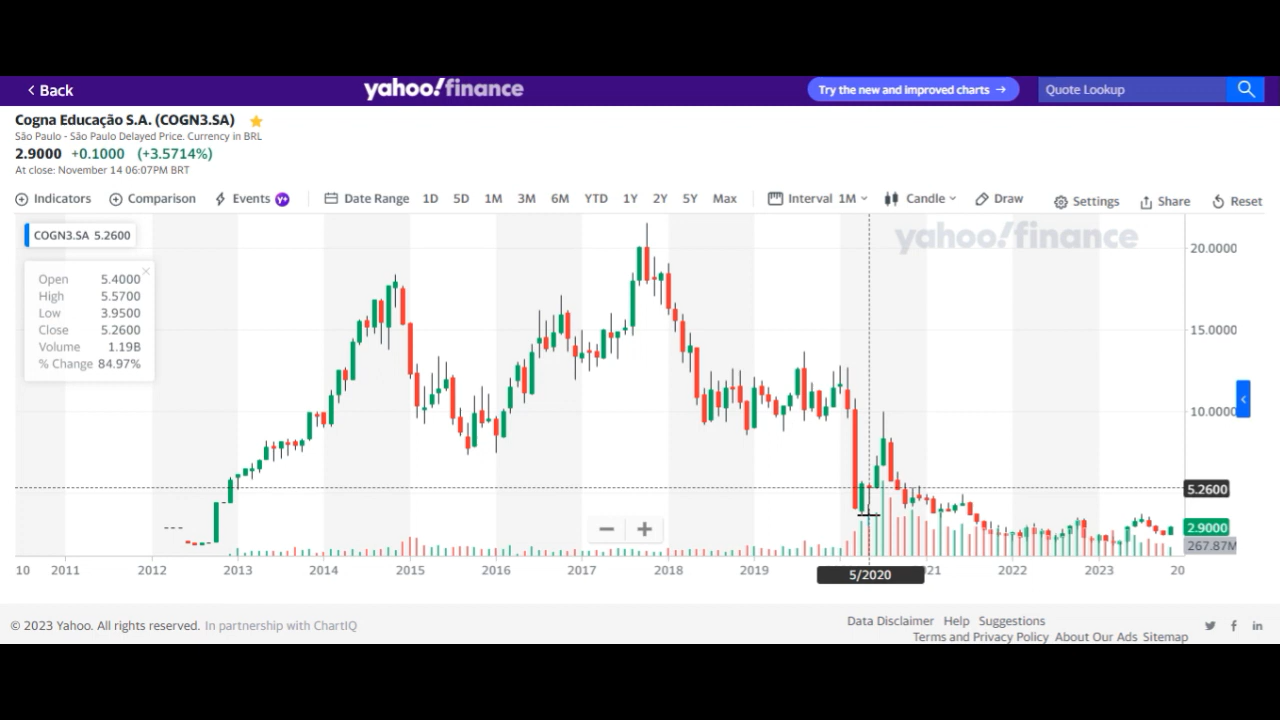 Back
yahoo!finance
Try the new and improved charts →
Quote Lookup
Cogna Educação S.A. (COGN3.SA)
São Paulo - São Paulo Delayed Price. Currency in BRL
2.9000 +0.1000 (+3.5714%)
At close: November 14 06:07PM BRT
Indicators Comparison Events Y+ Date Range 1D 5D 1M 3M 6M YTD 1Y 2Y 5Y Max Interval 1M Candle Draw Settings Share Reset
COGN3.SA 5.2600
yahoo!finance
Open 5.4000
High 5.5700
Low 3.9500
Close 5.2600
Volume 1.19B
% Change 84.97%
20.0000
15.0000
10.0000
5.2600
2.9000
267.87M
10 2011 2012 2013 2014 2015 2016 2017 2018 2019 5/2020 21 2022 2023 20
© 2023 Yahoo. All rights reserved. In partnership with ChartIQ
Data Disclaimer Help Suggestions
Terms and Privacy Policy About Our Ads Sitemap